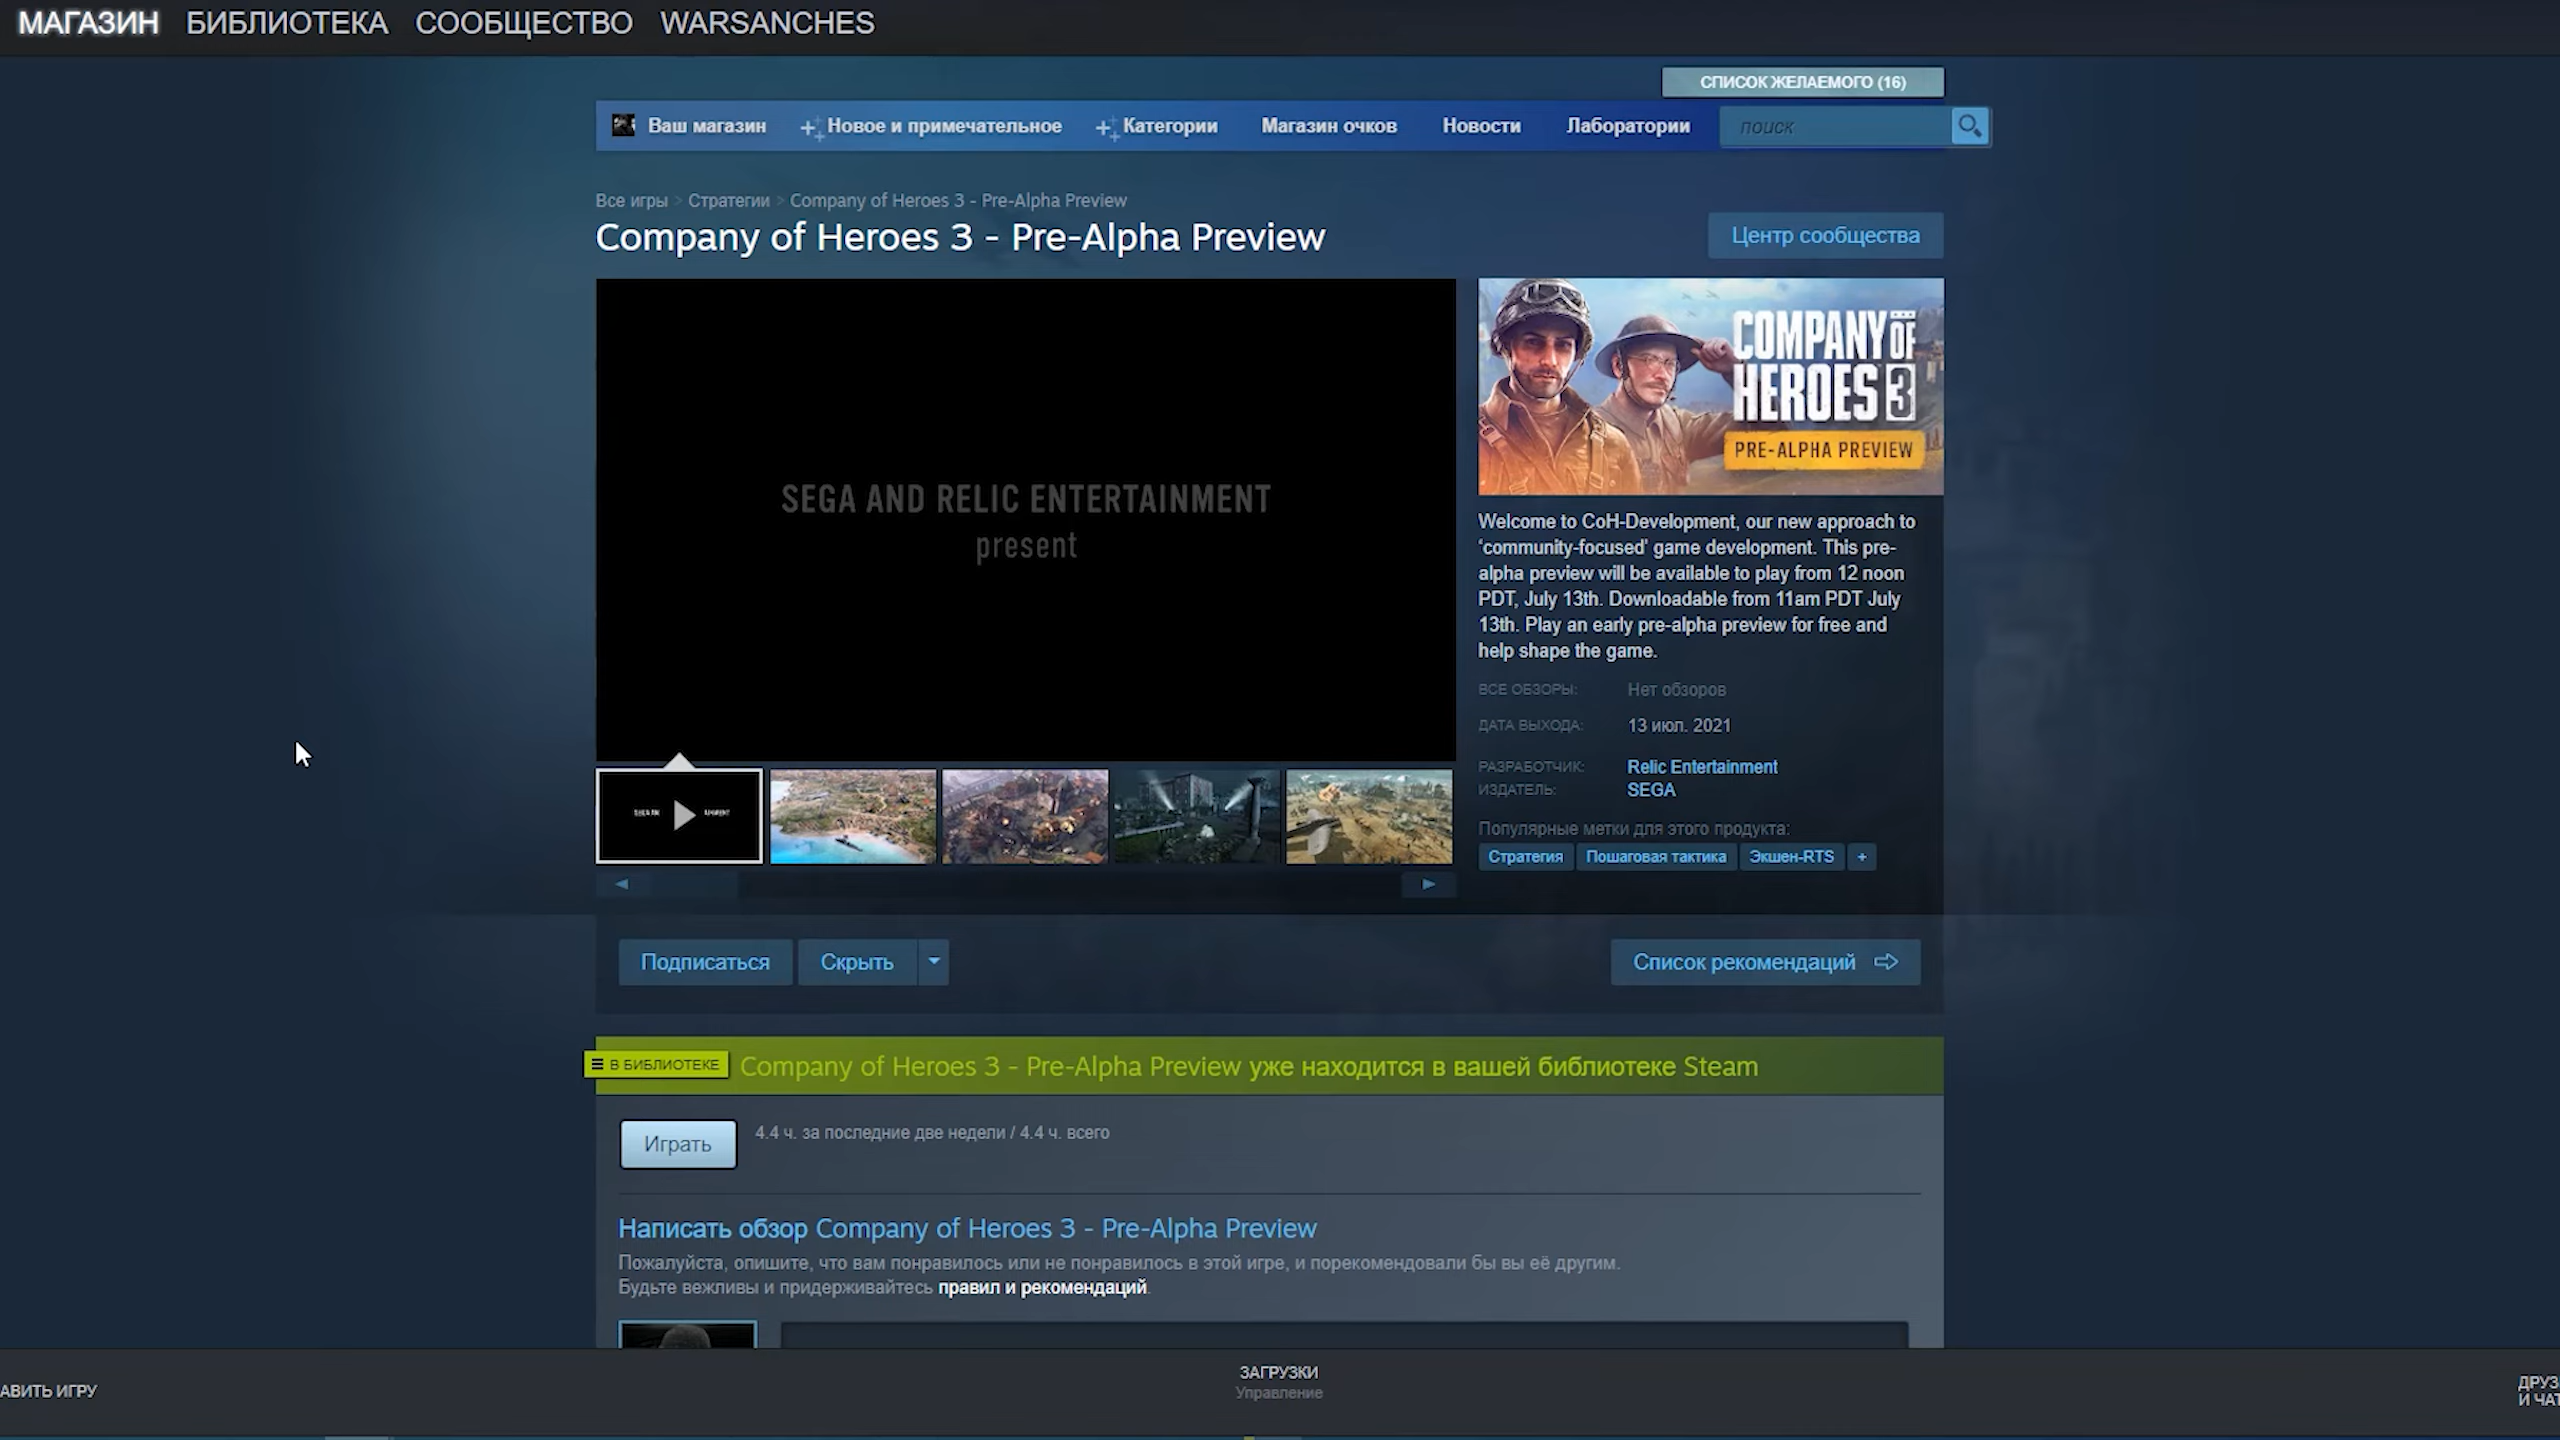 МАГАЗИН БИБЛИОТЕКА СООБЩЕСТВО WARSANCHES
СПИСОК ЖЕЛАЕМОГО (16)
Ваш магазин Новое и примечательное Категории Магазин очков Новости Лаборатории поиск
Все игры > Стратегии > Company of Heroes 3 - Pre-Alpha Preview
Company of Heroes 3 - Pre-Alpha Preview
Центр сообщества
SEGA AND RELIC ENTERTAINMENT
present
COMPANY OF
HEROES 3
PRE-ALPHA PREVIEW
Welcome to CoH-Development, our new approach to
‘community-focused’ game development. This pre-
alpha preview will be available to play from 12 noon
PDT, July 13th. Downloadable from 11am PDT July
13th. Play an early pre-alpha preview for free and
help shape the game.
ВСЕ ОБЗОРЫ: Нет обзоров
ДАТА ВЫХОДА: 13 июл. 2021
РАЗРАБОТЧИК: Relic Entertainment
ИЗДАТЕЛЬ: SEGA
Популярные метки для этого продукта:
Стратегия Пошаговая тактика Экшен-RTS +
Подписаться Скрыть Список рекомендаций
В БИБЛИОТЕКЕ Company of Heroes 3 - Pre-Alpha Preview уже находится в вашей библиотеке Steam
Играть 4.4 ч. за последние две недели / 4.4 ч. всего
Написать обзор Company of Heroes 3 - Pre-Alpha Preview
Пожалуйста, опишите, что вам понравилось или не понравилось в этой игре, и порекомендовали бы вы её другим.
Будьте вежливы и придерживайтесь правил и рекомендаций.
АВИТЬ ИГРУ
ЗАГРУЗКИ
Управление
ДРУЗ
И ЧАТ